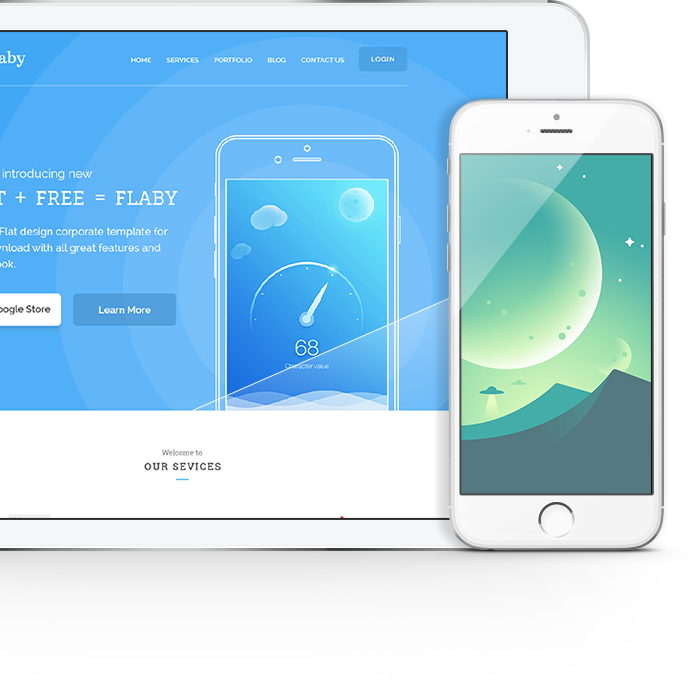 aby
HOME SERVICES PORTFOLIO BLOG CONTACT US LOGIN
introducing new
T + FREE = FLABY
Flat design corporate template for
wnload with all great features and
ook.
oogle Store
Learn More
68
Character value
Welcome to
OUR SEVICES